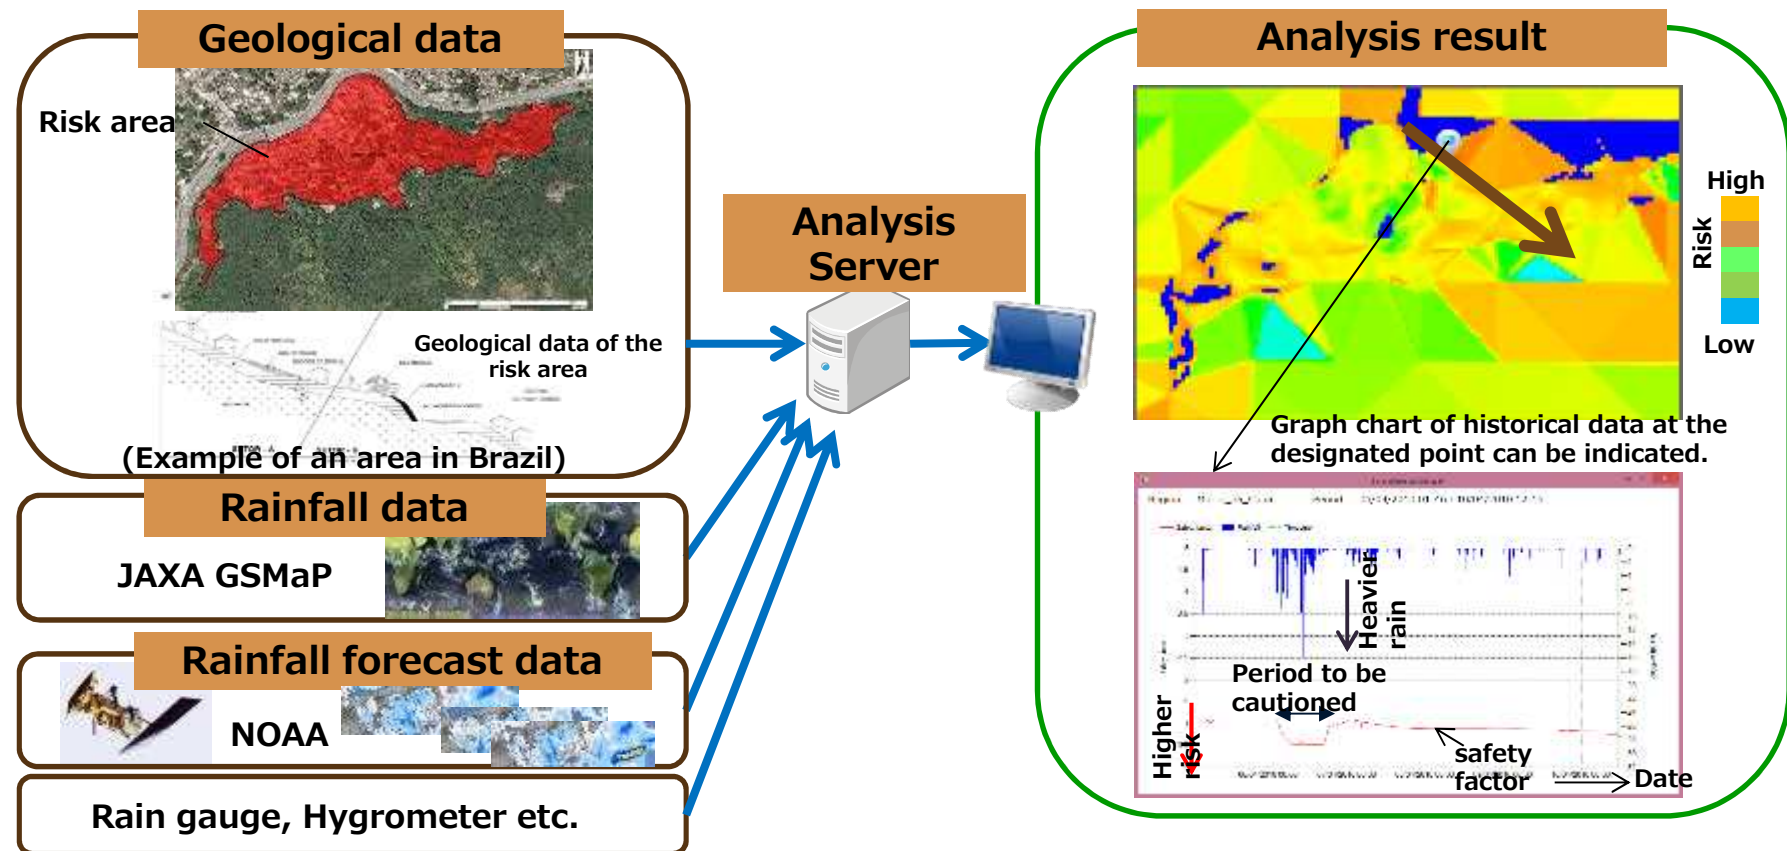 Geological data
Risk area
Geological data of the
risk area
(Example of an area in Brazil)
Rainfall data
JAXA GSMaP
Rainfall forecast data
NOAA
Rain gauge, Hygrometer etc.
Analysis
Server
Analysis result
High
Risk
Low
Graph chart of historical data at the
designated point can be indicated.
Heavier
rain
Period to be
cautioned
Higher
risk
safety
factor
Date